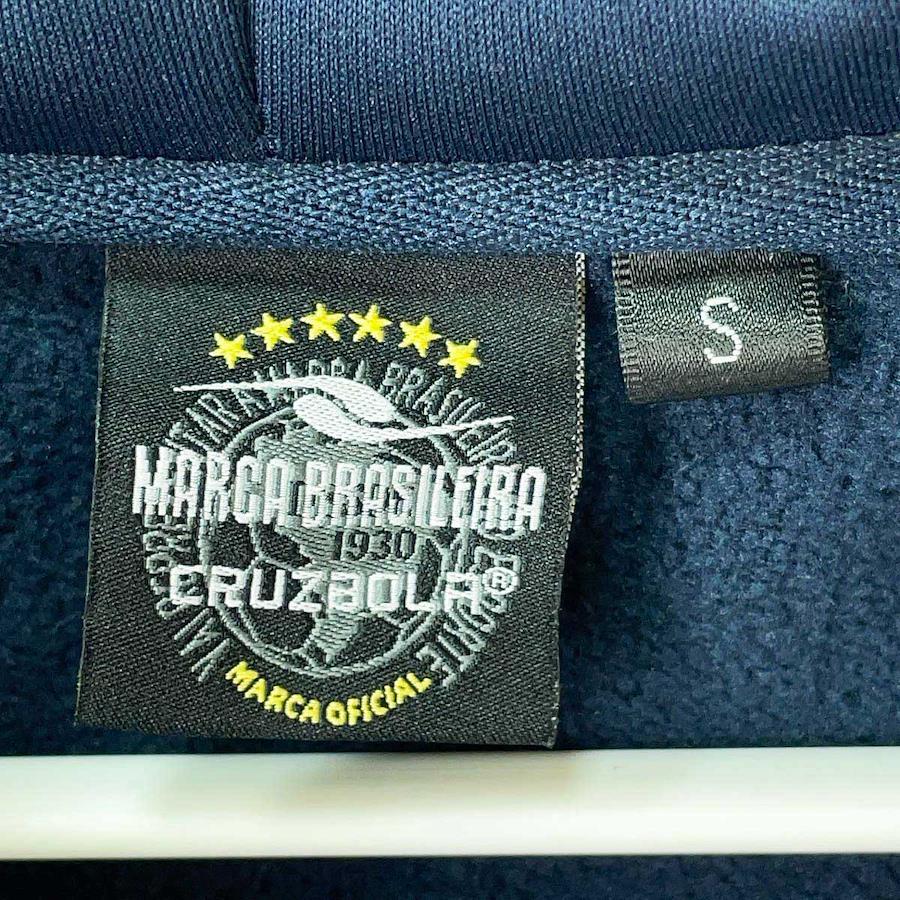 S
MARCA BRASILEIRA
1930
CRUZBOLA®
MARCA OFICIAL